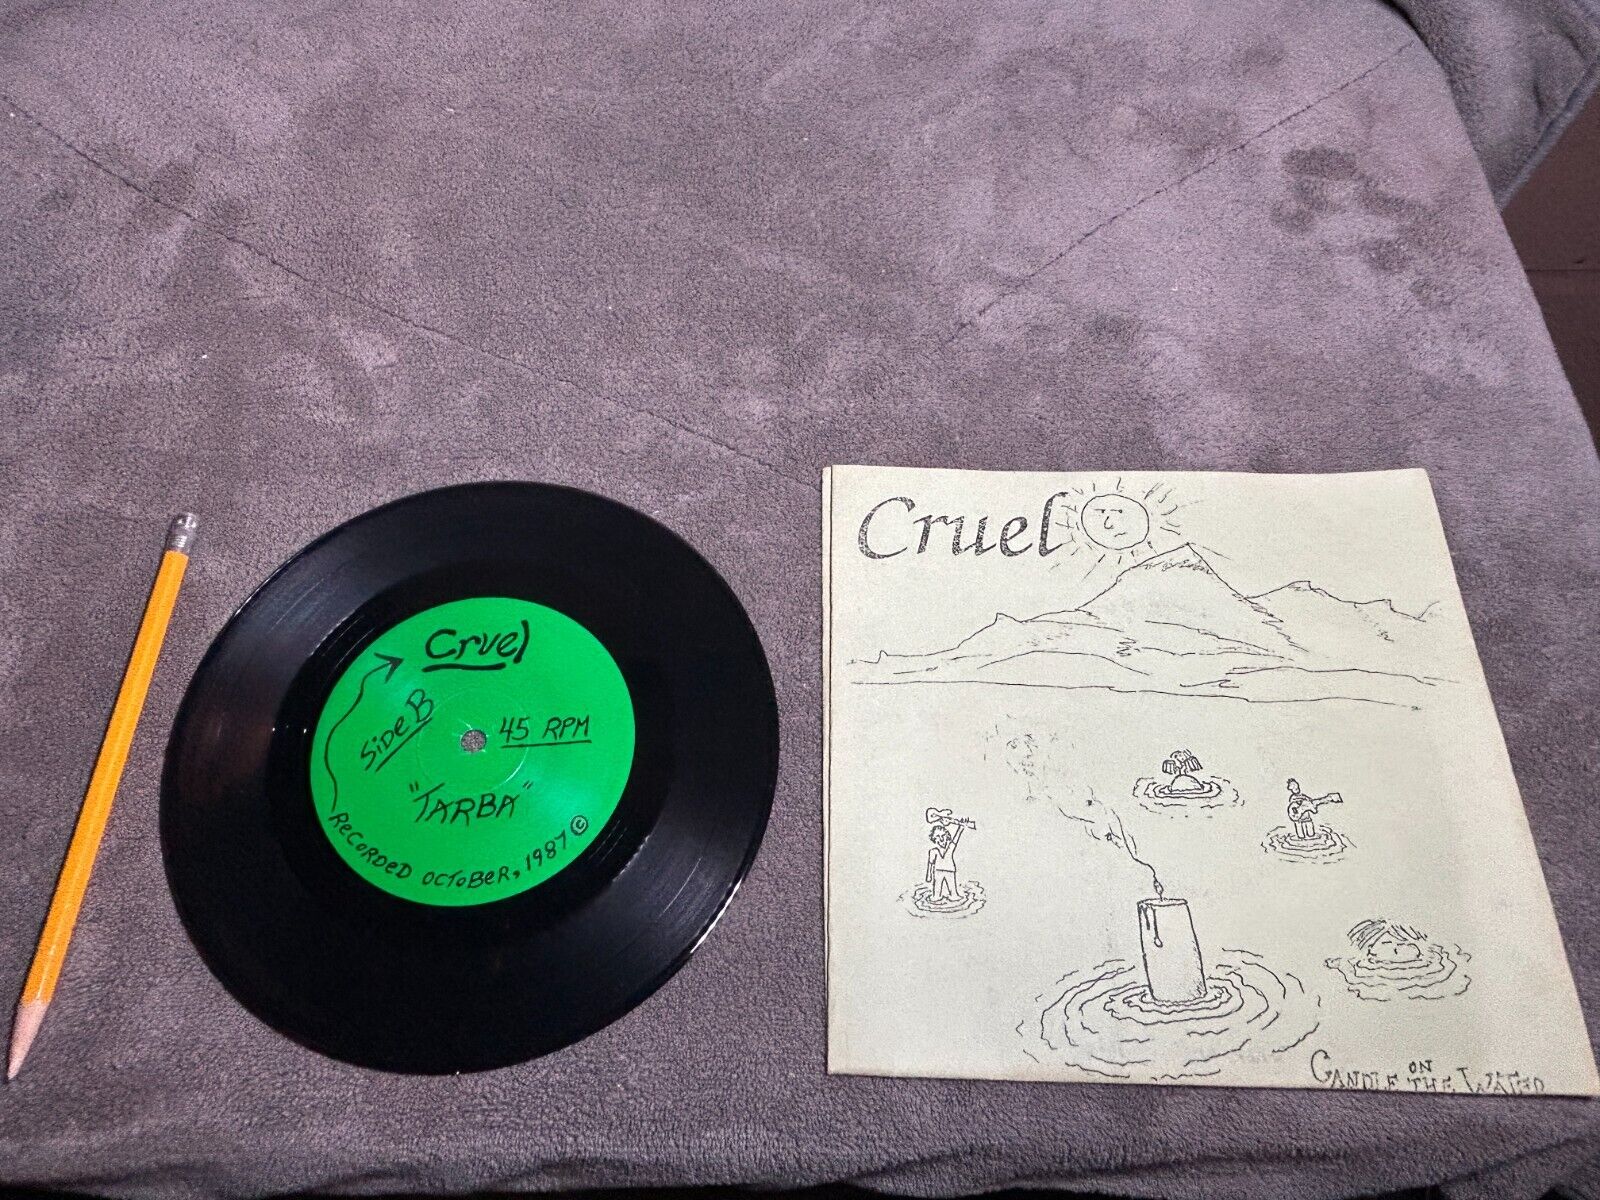 Cruel
Side B
45 RPM
"TARBA"
RECORDED OCTOBER, 1987 ©
Cruel
CANDLE ON THE WATER